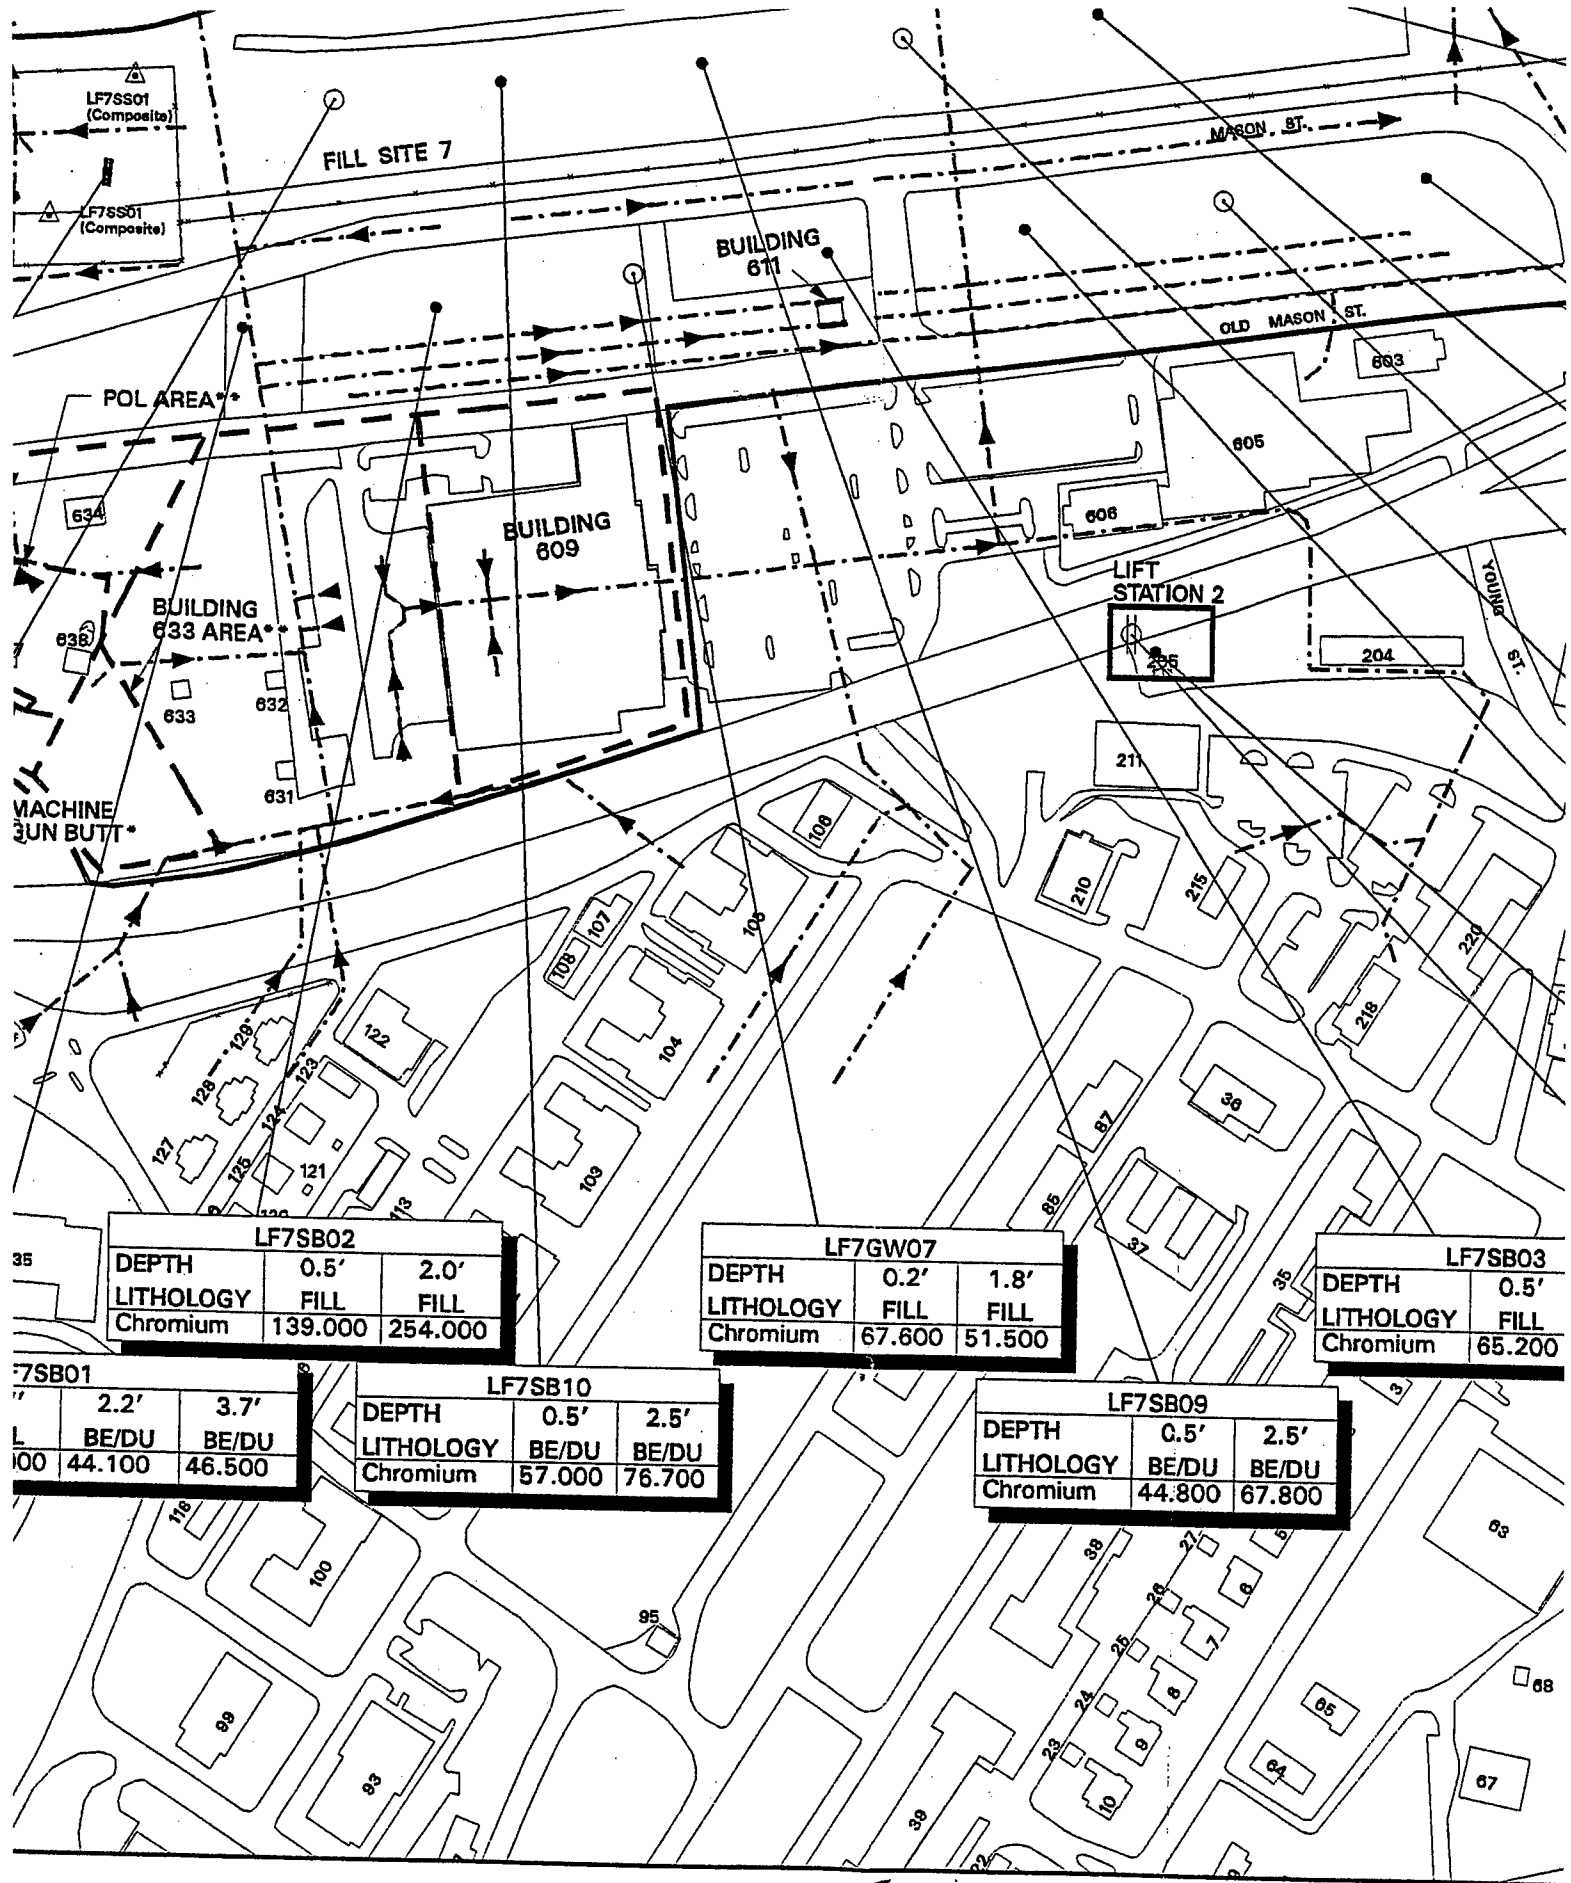 LF7SS01
(Composite)
FILL SITE 7
MASON ST.
LF7SS01
(Composite)
BUILDING
611
OLD MASON ST.
603
POL AREA**
605
634
BUILDING
609
606
LIFT
STATION 2
YOUNG ST.
BUILDING
633 AREA**
638
204
633
632
211
631
MACHINE
GUN BUTT*
106
210
215
105
107
108
220
218
122
104
129
123
128
124
127
125
121
103
87
36
113
85
37
35
35
LF7SB02
DEPTH 0.5' 2.0'
LITHOLOGY FILL FILL
Chromium 139.000 254.000
LF7GW07
DEPTH 0.2' 1.8'
LITHOLOGY FILL FILL
Chromium 67.600 51.500
LF7SB03
DEPTH 0.5'
LITHOLOGY FILL
Chromium 65.200
F7SB01
2.2' 3.7'
L BE/DU BE/DU
000 44.100 46.500
LF7SB10
DEPTH 0.5' 2.5'
LITHOLOGY BE/DU BE/DU
Chromium 57.000 76.700
LF7SB09
DEPTH 0.5' 2.5'
LITHOLOGY BE/DU BE/DU
Chromium 44.800 67.800
3
118
100
38
27
5
63
26
6
95
25
7
24
8
68
99
65
23
9
93
64
67
10
39
22